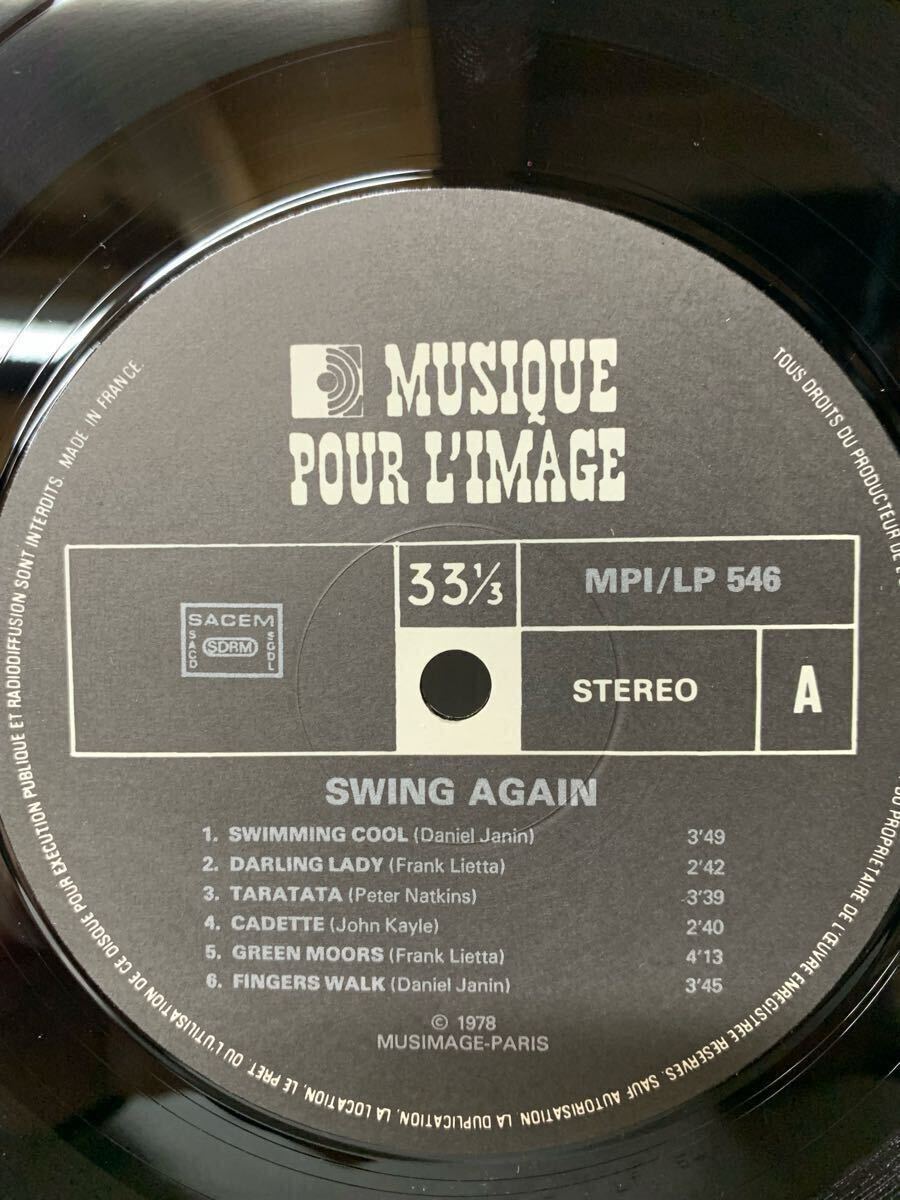 MUSIQUE
POUR L'IMAGE
33⅓
MPI/LP 546
SACEM
SACD
SDRM
SGDL
STEREO
A
SWING AGAIN
1. SWIMMING COOL (Daniel Janin) 3'49
2. DARLING LADY (Frank Lietta) 2'42
3. TARATATA (Peter Natkins) 3'39
4. CADETTE (John Kayle) 2'40
5. GREEN MOORS (Frank Lietta) 4'13
6. FINGERS WALK (Daniel Janin) 3'45
© 1978
MUSIMAGE-PARIS
TOUS DROITS DU PRODUCTEUR DE DU PROPRIETAIRE DE L'ŒUVRE ENREGISTREE RESERVES. SAUF AUTORISATION, LA DUPLICATION, LA LOCATION, LE PRET, OU L'UTILISATION DE CE DISQUE POUR EXECUTION PUBLIQUE ET RADIODIFFUSION SONT INTERDITS. MADE IN FRANCE.